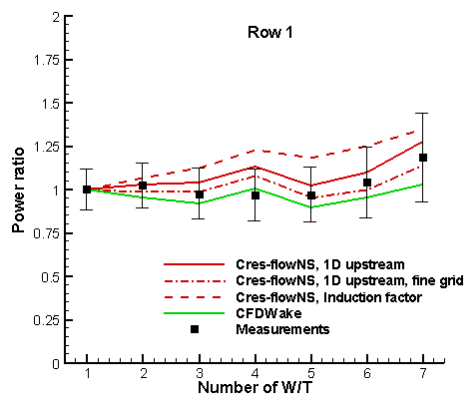 Row 1
2
1.75
1.5
1.25
1
0.75
0.5
0.25
0
Power ratio
Cres-flowNS, 1D upstream
Cres-flowNS, 1D upstream, fine grid
Cres-flowNS, Induction factor
CFDWake
Measurements
1 2 3 4 5 6 7
Number of W/T